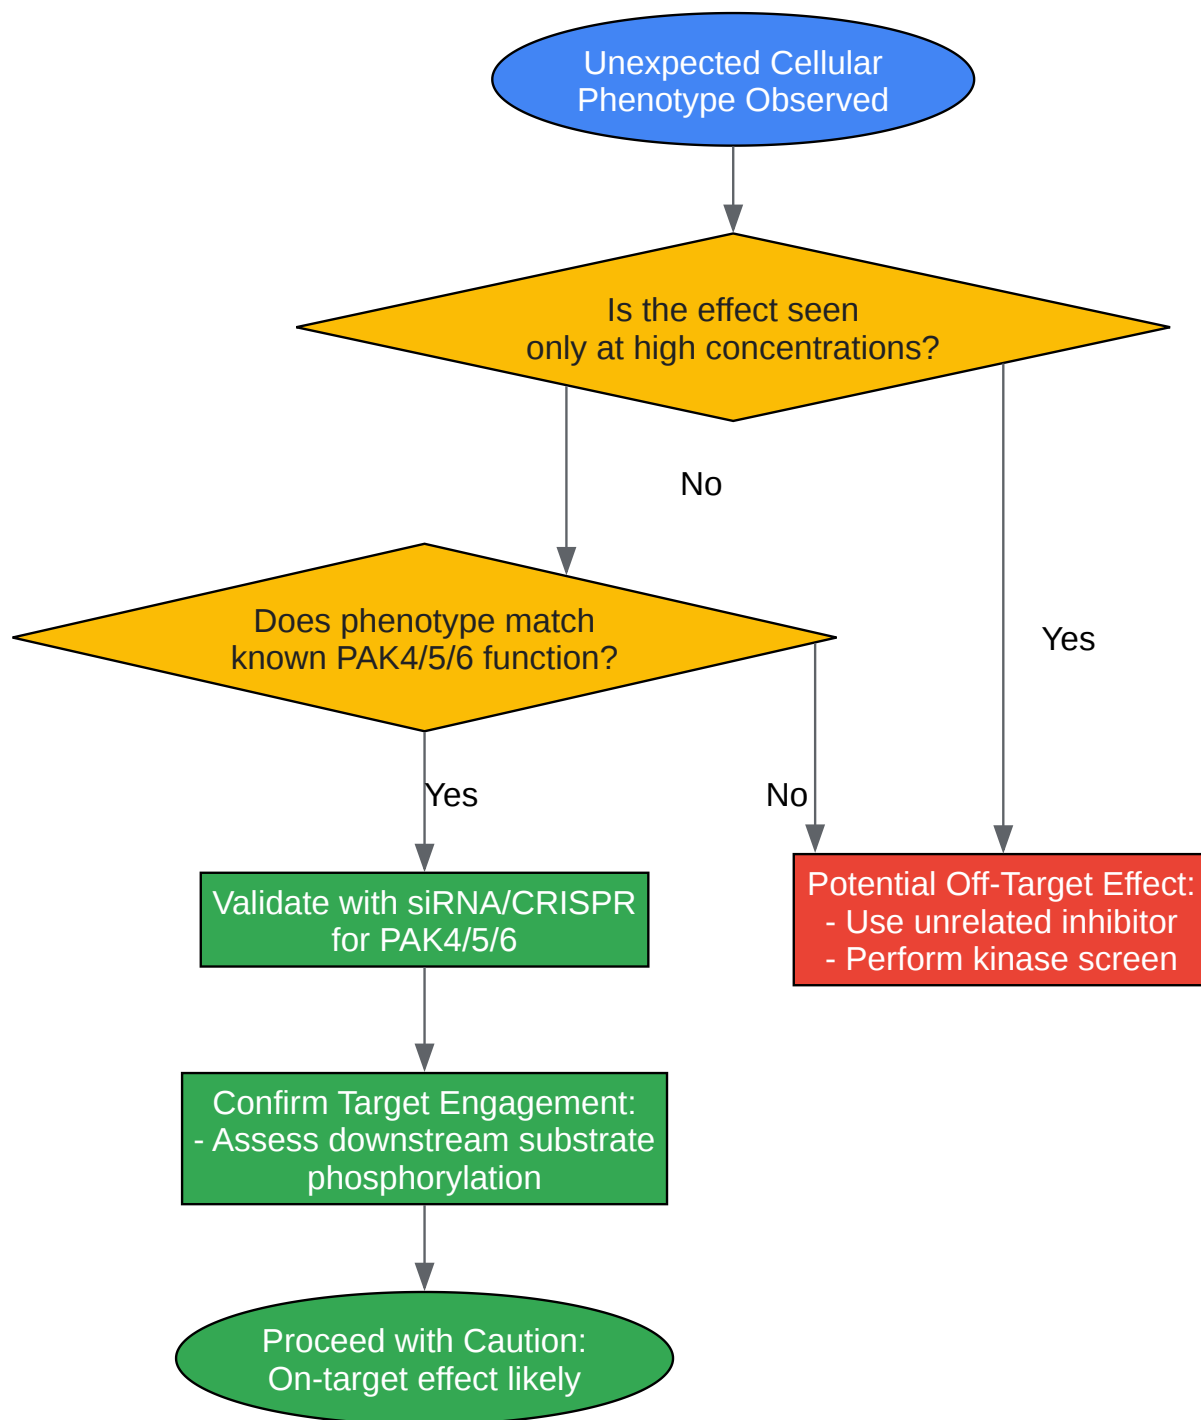 Unexpected Cellular
Phenotype Observed
Is the effect seen
only at high concentrations?
No
Does phenotype match
known PAK4/5/6 function?
Yes
Yes
No
Validate with siRNA/CRISPR
for PAK4/5/6
Potential Off-Target Effect:
- Use unrelated inhibitor
- Perform kinase screen
Confirm Target Engagement:
- Assess downstream substrate
phosphorylation
Proceed with Caution:
On-target effect likely